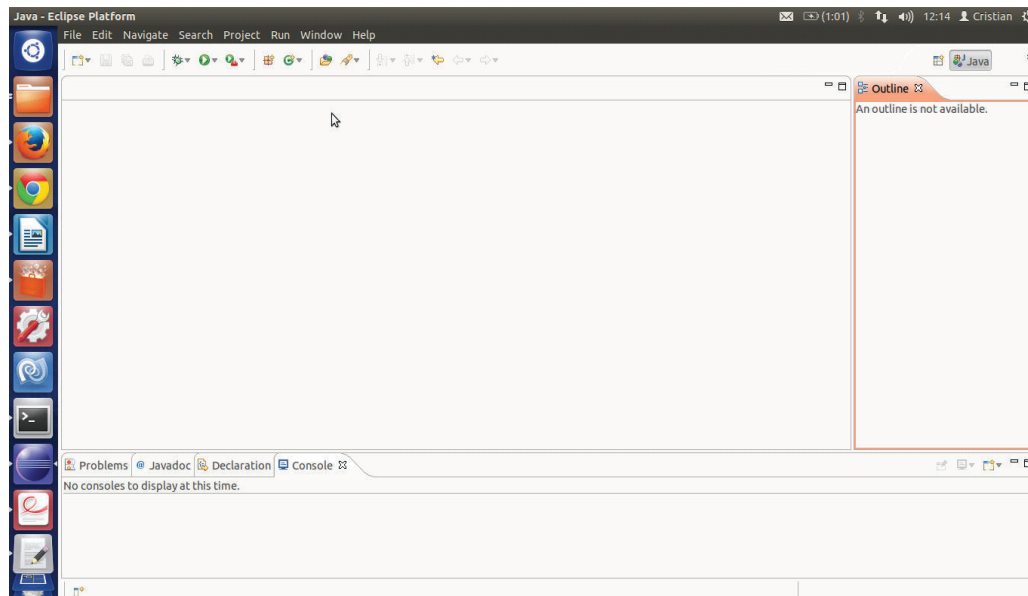 Java - Eclipse Platform
(1:01) 12:14 Cristian
File Edit Navigate Search Project Run Window Help
Java
Outline
An outline is not available.
Problems @ Javadoc Declaration Console
No consoles to display at this time.